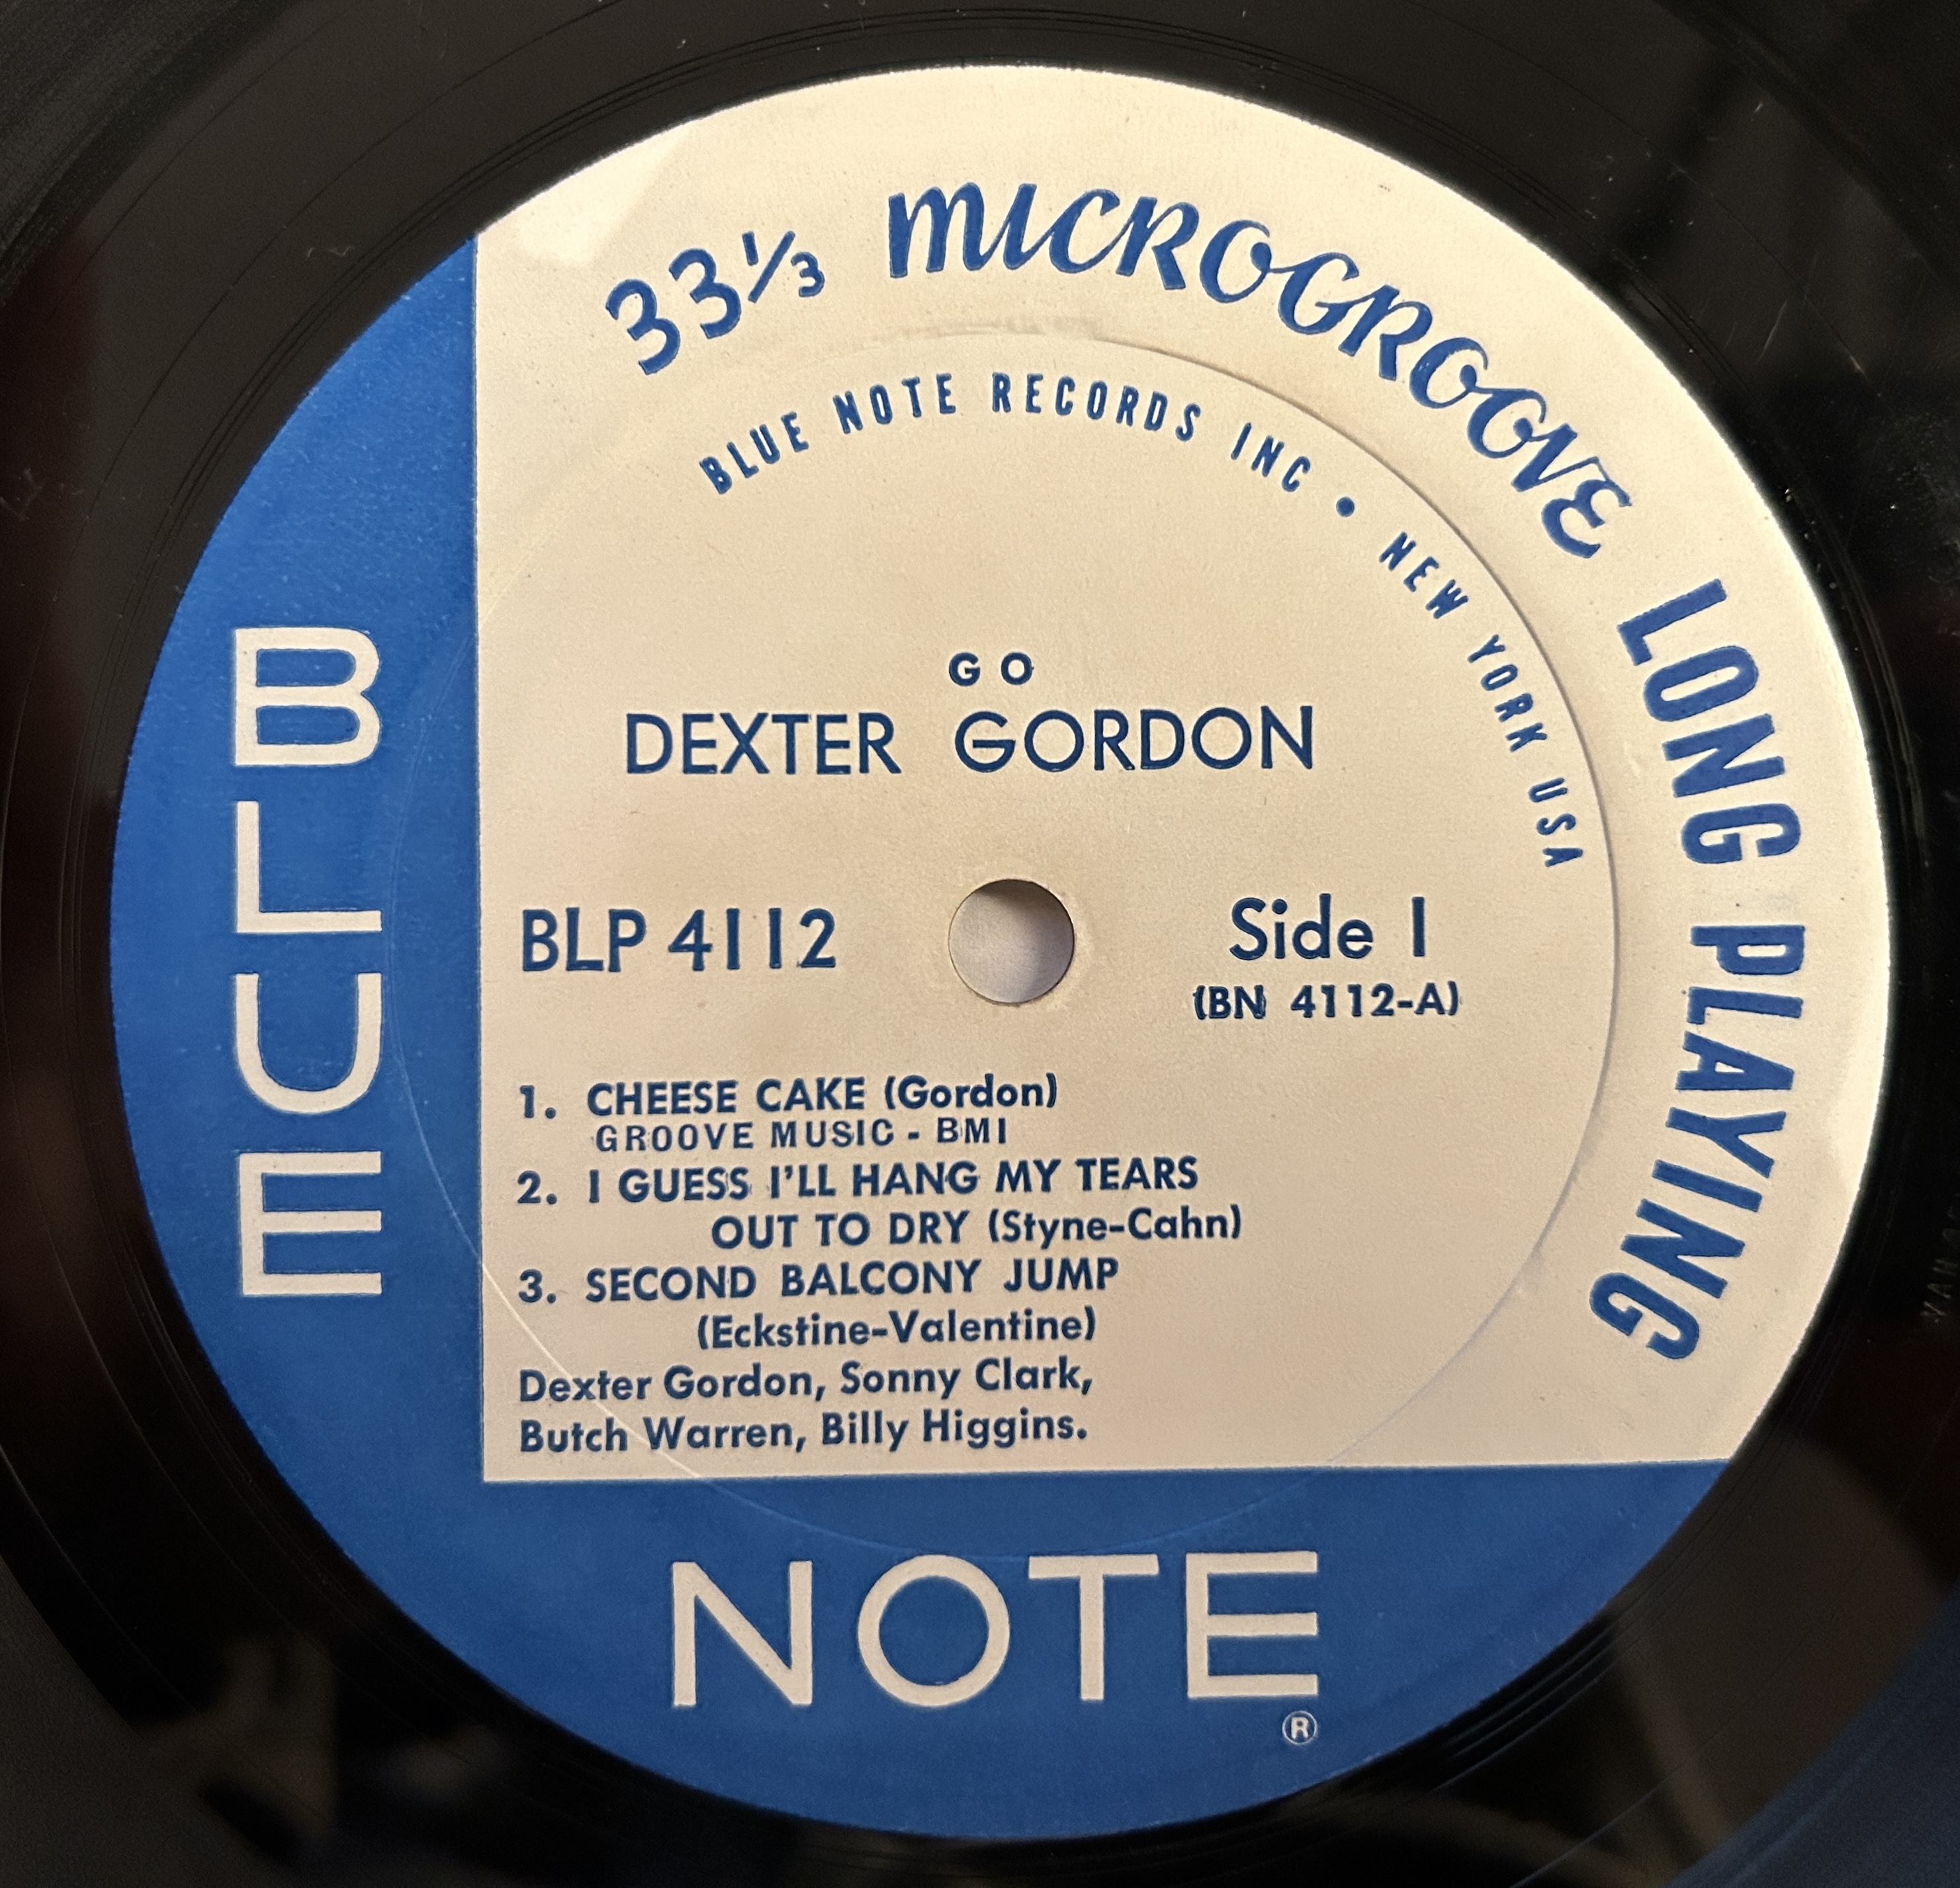 33⅓ MICROGROOVE LONG PLAYING
BLUE NOTE RECORDS INC • NEW YORK USA
GO
DEXTER GORDON
BLP 4112
Side 1
(BN 4112-A)
1. CHEESE CAKE (Gordon)
GROOVE MUSIC - BMI
2. I GUESS I'LL HANG MY TEARS
OUT TO DRY (Styne-Cahn)
3. SECOND BALCONY JUMP
(Eckstine-Valentine)
Dexter Gordon, Sonny Clark,
Butch Warren, Billy Higgins.
BLUE
NOTE
®